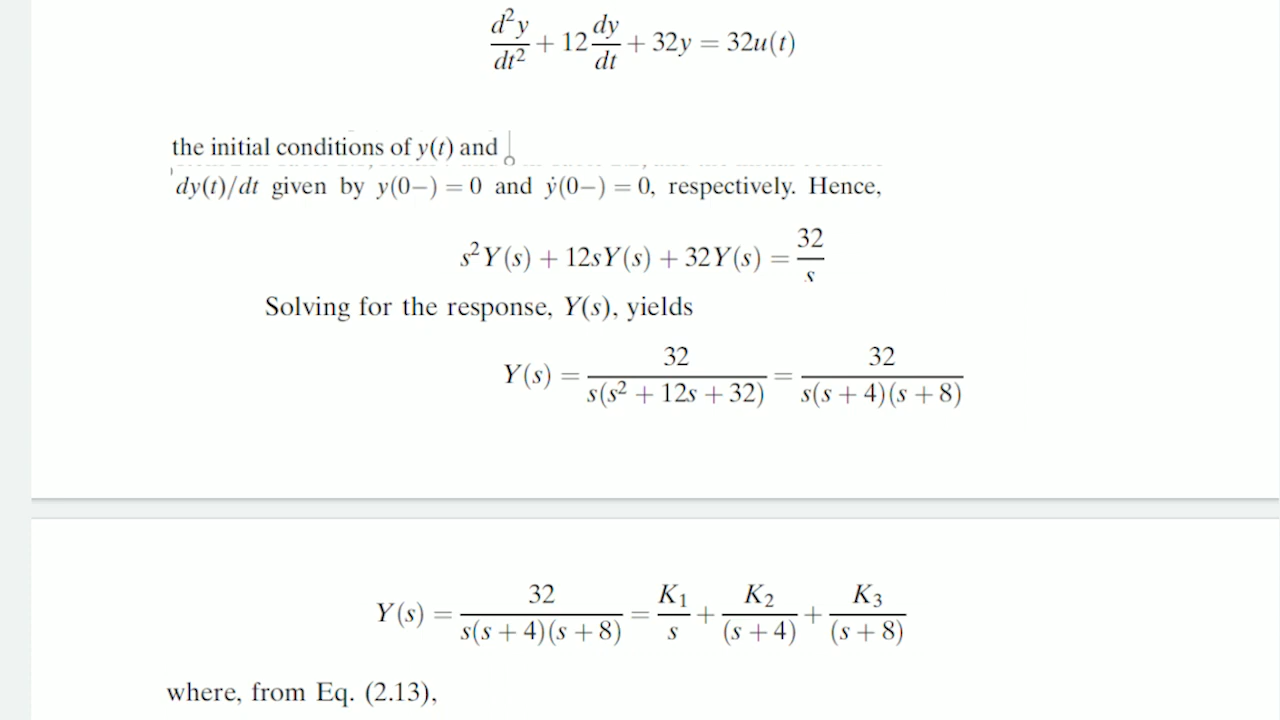 d²y/dt² + 12 dy/dt + 32y = 32u(t)
the initial conditions of y(t) and
dy(t)/dt given by y(0−) = 0 and ẏ(0−) = 0, respectively. Hence,
s²Y(s) + 12sY(s) + 32Y(s) = 32/s
Solving for the response, Y(s), yields
Y(s) = 32/(s(s² + 12s + 32)) = 32/(s(s + 4)(s + 8))
Y(s) = 32/(s(s + 4)(s + 8)) = K₁/s + K₂/(s + 4) + K₃/(s + 8)
where, from Eq. (2.13),